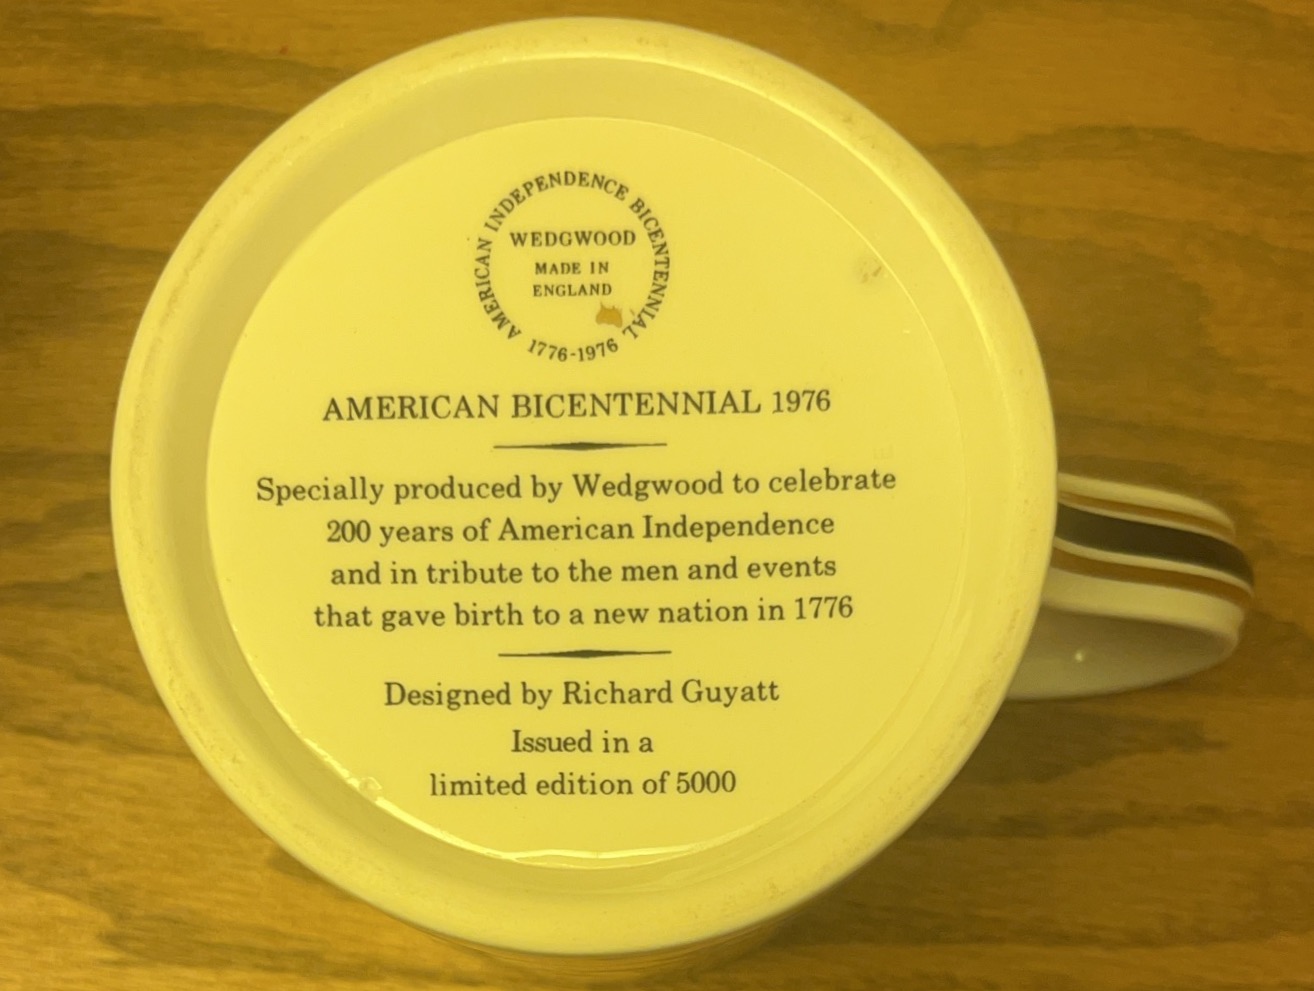 AMERICAN INDEPENDENCE BICENTENNIAL
WEDGWOOD
MADE IN
ENGLAND
1776-1976
AMERICAN BICENTENNIAL 1976
Specially produced by Wedgwood to celebrate
200 years of American Independence
and in tribute to the men and events
that gave birth to a new nation in 1776
Designed by Richard Guyatt
Issued in a
limited edition of 5000